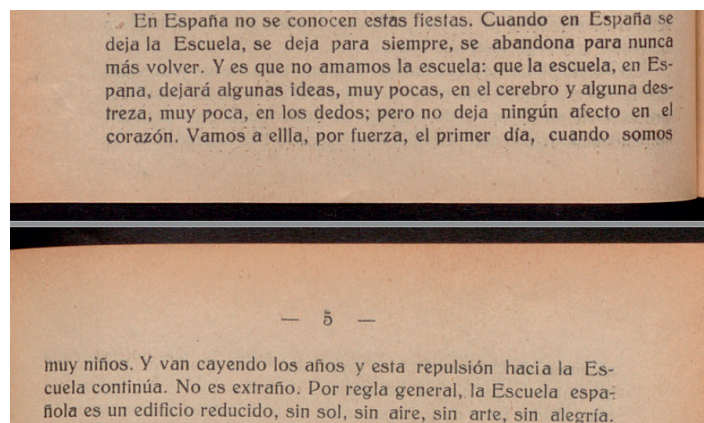 En España no se conocen estas fiestas. Cuando en España se
deja la Escuela, se deja para siempre, se abandona para nunca
más volver. Y es que no amamos la escuela: que la escuela, en Es-
pana, dejará algunas ideas, muy pocas, en el cerebro y alguna des-
treza, muy poca, en los dedos; pero no deja ningún afecto en el
corazón. Vamos a ellla, por fuerza, el primer día, cuando somos
— 5 —
muy niños. Y van cayendo los años y esta repulsión hacia la Es-
cuela continúa. No es extraño. Por regla general, la Escuela espa-
ñola es un edificio reducido, sin sol, sin aire, sin arte, sin alegría.